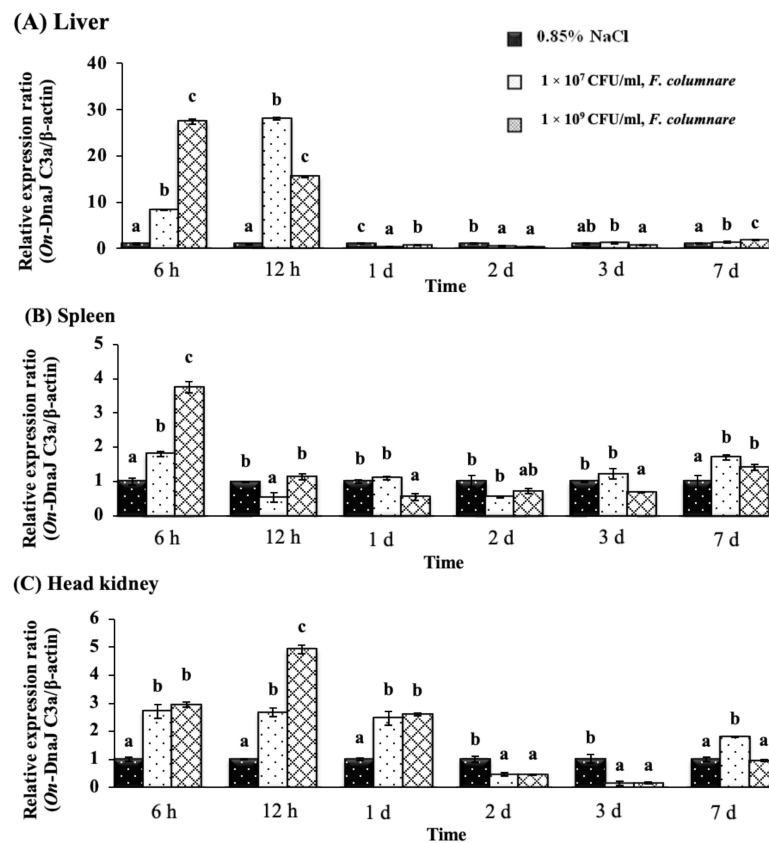 (A) Liver
0.85% NaCl
1 × 10⁷ CFU/ml, F. columnare
1 × 10⁹ CFU/ml, F. columnare
Relative expression ratio
(On-DnaJ C3a/β-actin)
40
30
20
10
0
a b c
a b c
c a b
b a a
ab b a
a b c
6 h 12 h 1 d 2 d 3 d 7 d
Time
(B) Spleen
Relative expression ratio
(On-DnaJ C3a/β-actin)
5
4
3
2
1
0
a b c
b a b
b b a
b b ab
b b a
a b b
6 h 12 h 1 d 2 d 3 d 7 d
Time
(C) Head kidney
Relative expression ratio
(On-DnaJ C3a/β-actin)
6
5
4
3
2
1
0
a b b
a b c
a b b
b a a
b a a
a b a
6 h 12 h 1 d 2 d 3 d 7 d
Time